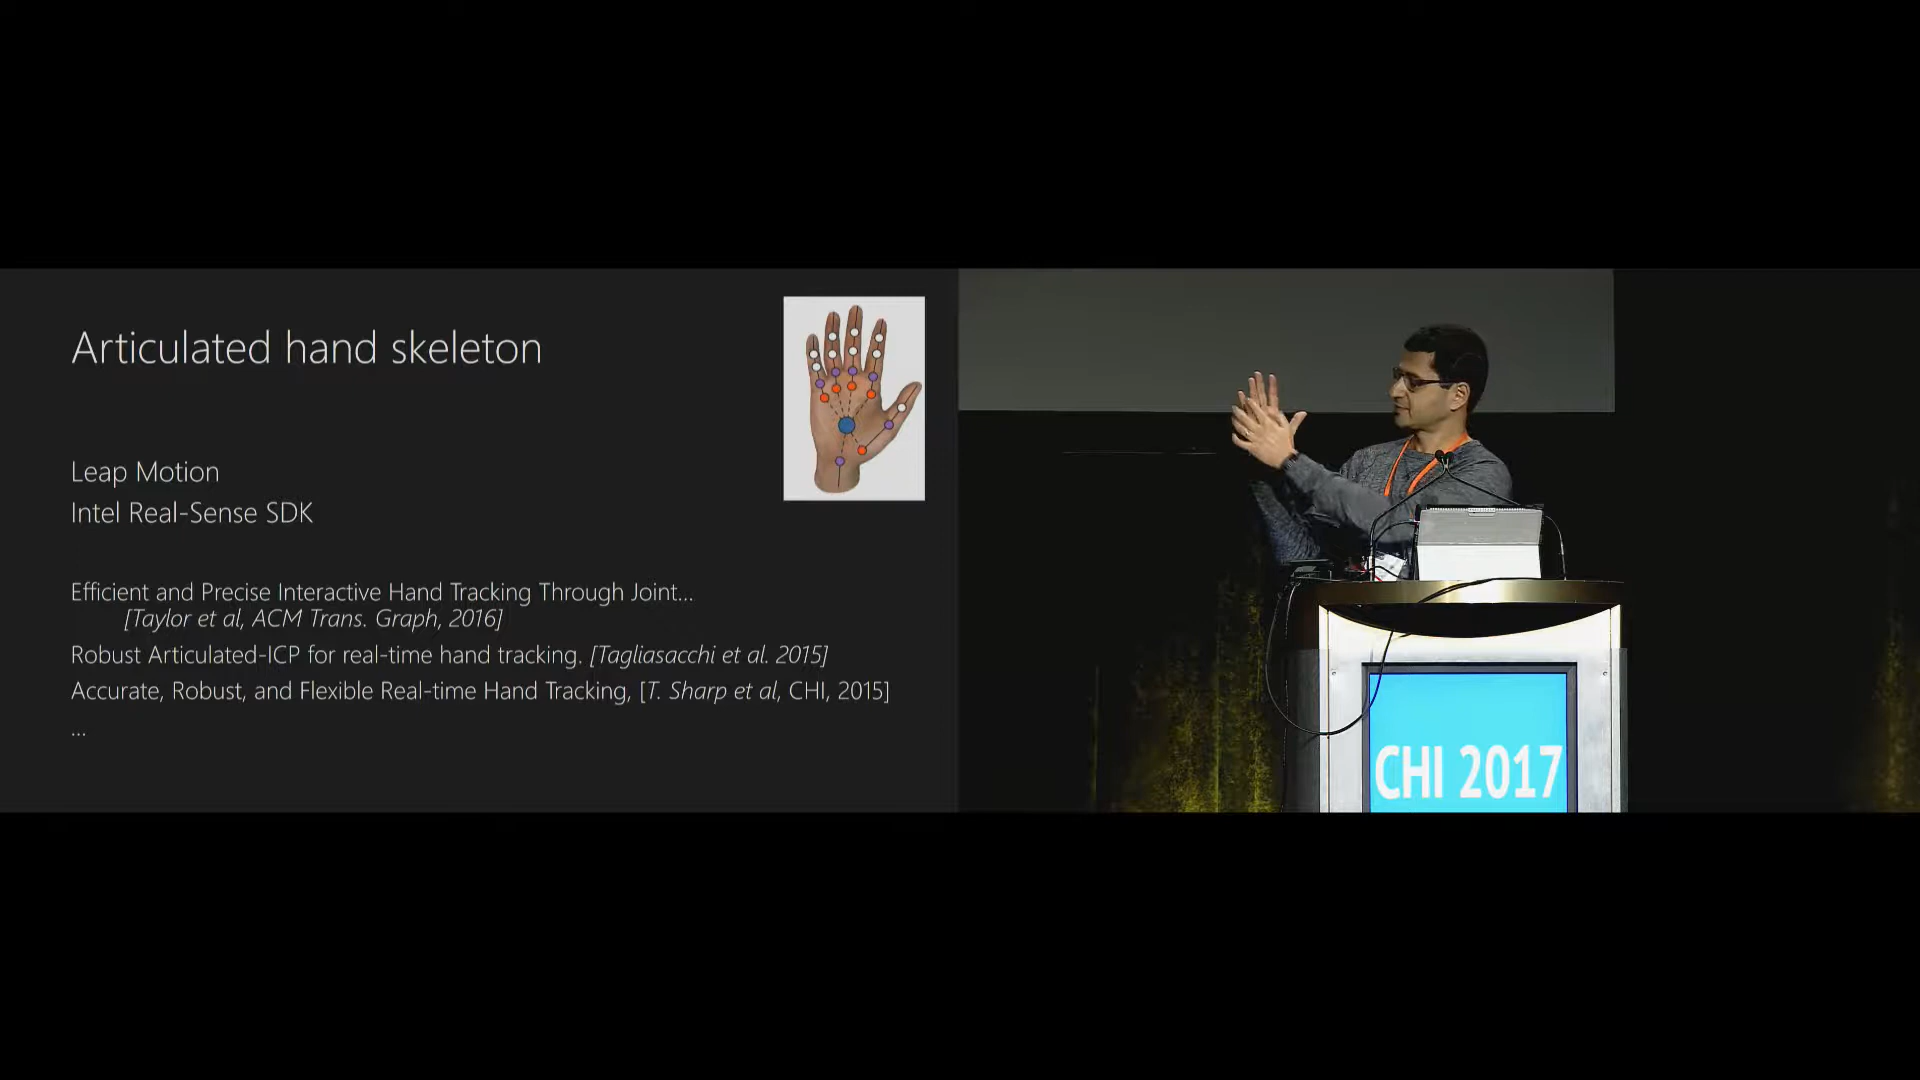 Articulated hand skeleton
Leap Motion
Intel Real-Sense SDK
Efficient and Precise Interactive Hand Tracking Through Joint...
[Taylor et al, ACM Trans. Graph, 2016]
Robust Articulated-ICP for real-time hand tracking. [Tagliasacchi et al. 2015]
Accurate, Robust, and Flexible Real-time Hand Tracking, [T. Sharp et al, CHI, 2015]
...
CHI 2017